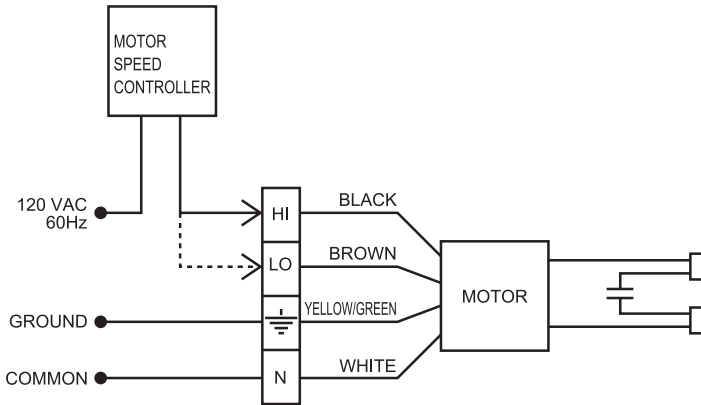 MOTOR
SPEED
CONTROLLER
120 VAC
60Hz
HI
BLACK
LO
BROWN
MOTOR
GROUND
YELLOW/GREEN
COMMON
N
WHITE